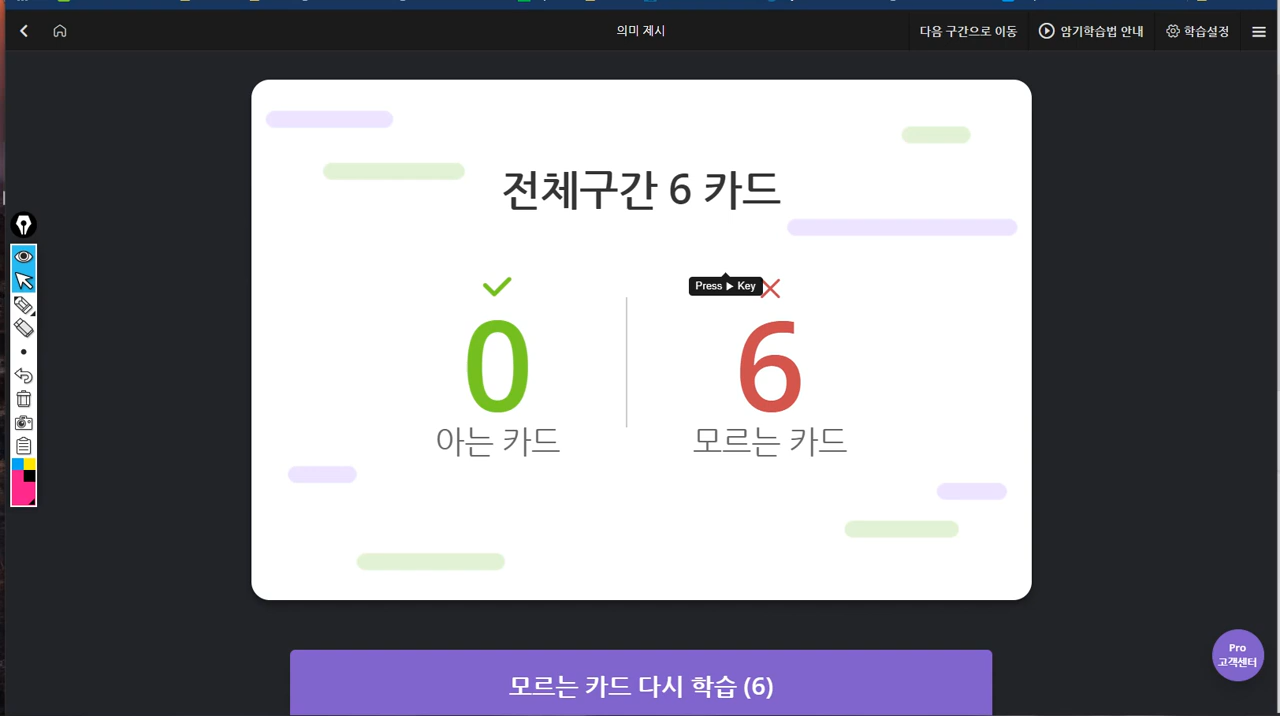 의미 제시
다음 구간으로 이동
암기학습법 안내
학습설정
전체구간 6 카드
Press ▶ Key
0
6
아는 카드
모르는 카드
모르는 카드 다시 학습 (6)
Pro
고객센터